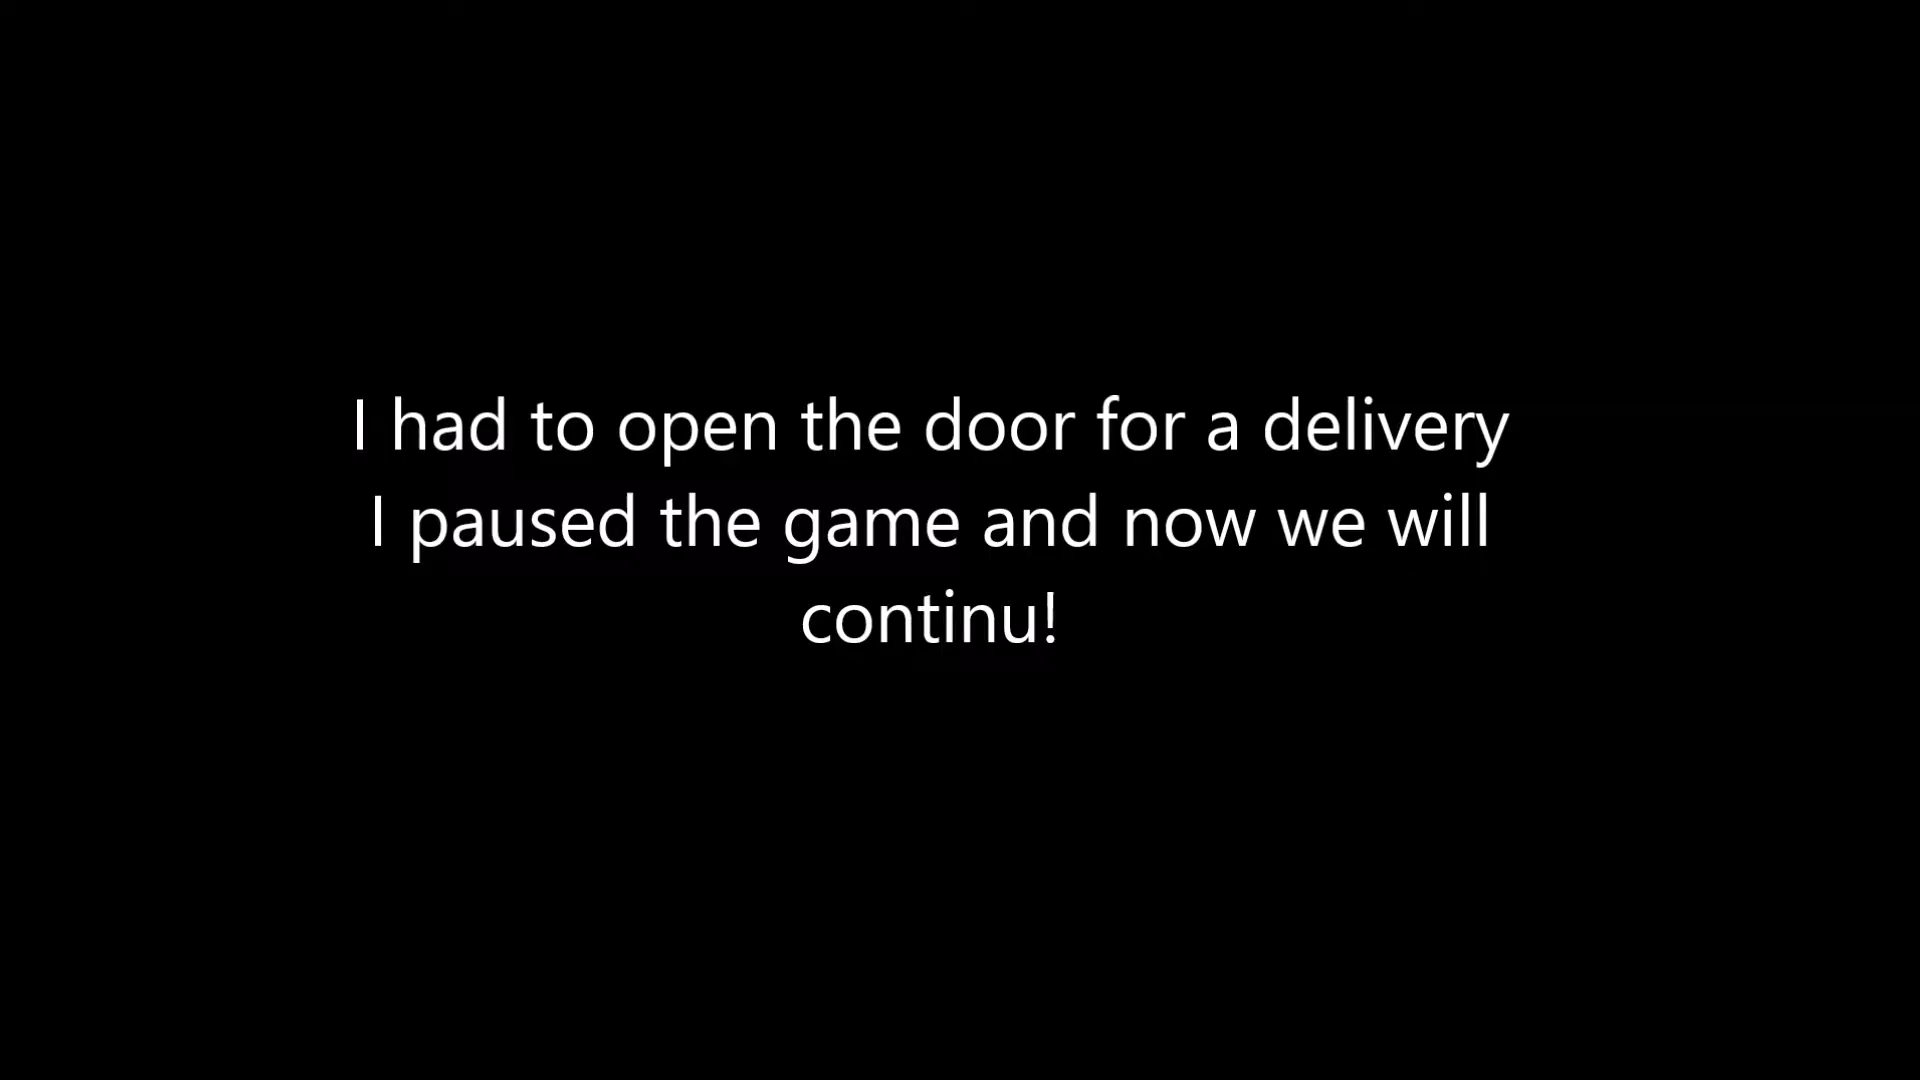 I had to open the door for a delivery
I paused the game and now we will
continu!